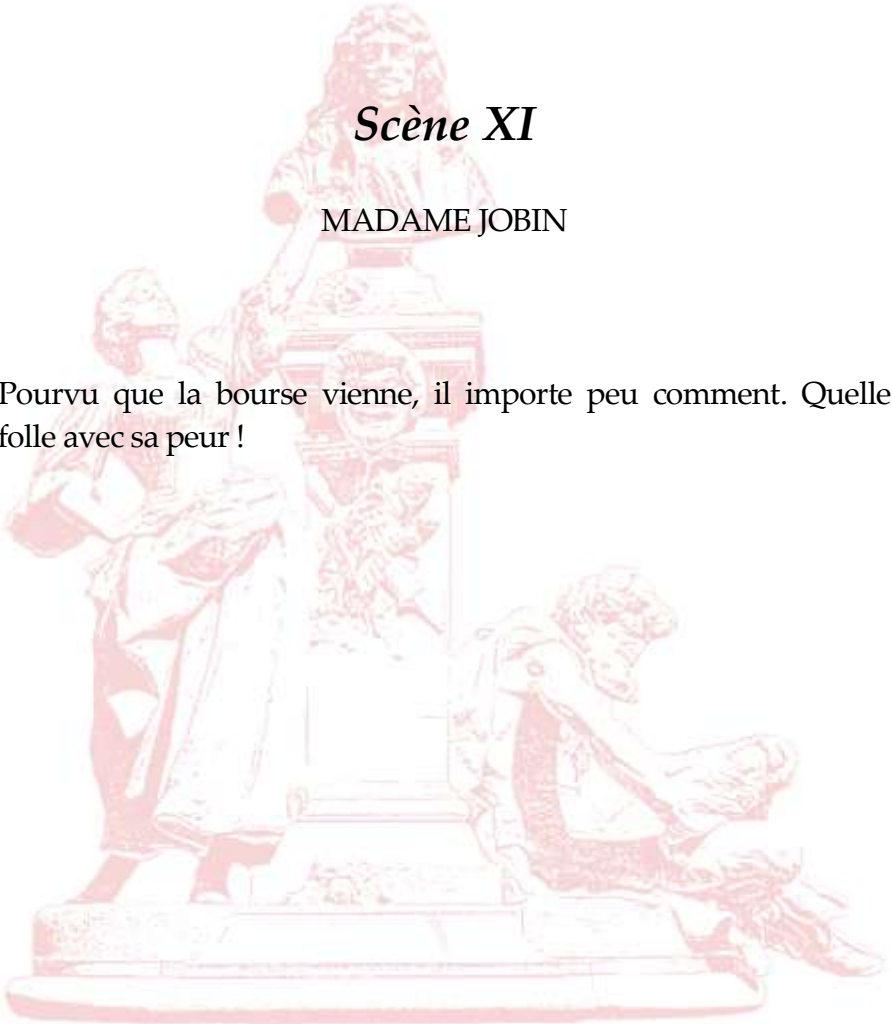 Scène XI
MADAME JOBIN
Pourvu que la bourse vienne, il importe peu comment. Quelle
folle avec sa peur !